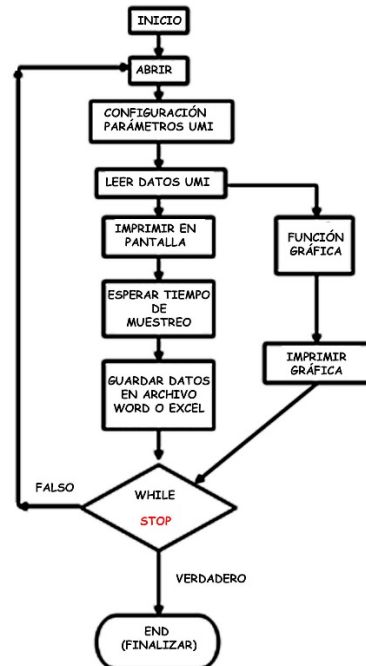 INICIO
ABRIR
CONFIGURACIÓN
PARÁMETROS UMI
LEER DATOS UMI
IMPRIMIR EN
PANTALLA
FUNCIÓN
GRÁFICA
ESPERAR TIEMPO
DE
MUESTREO
IMPRIMIR
GRÁFICA
GUARDAR DATOS
EN ARCHIVO
WORD O EXCEL
FALSO
WHILE
STOP
VERDADERO
END
(FINALIZAR)